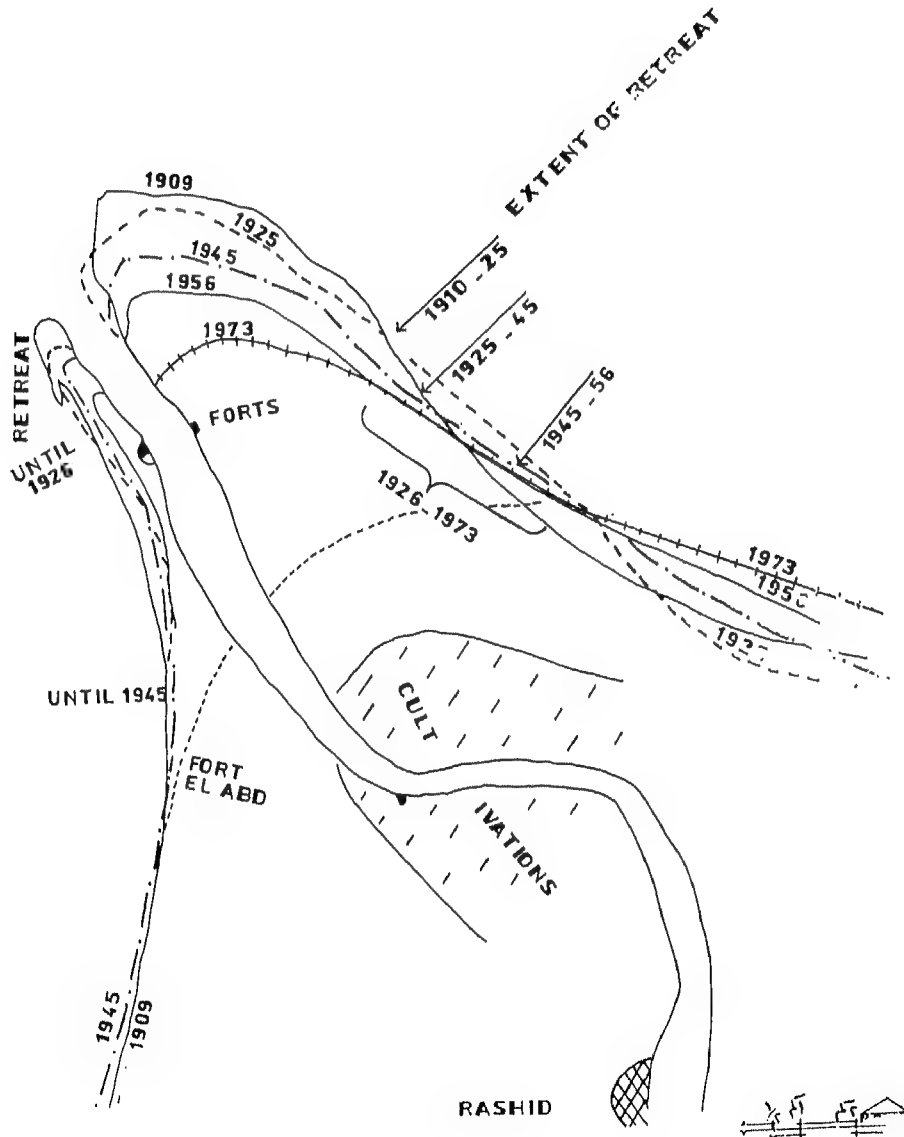 EXTENT OF RETREAT
1909
1925
1945
1956
1973
1910-25
1925-45
1945-56
RETREAT
UNTIL
1926
FORTS
1926-1973
1973
UNTIL 1945
CULT
IVATIONS
FORT
EL ABD
1945
1909
RASHID